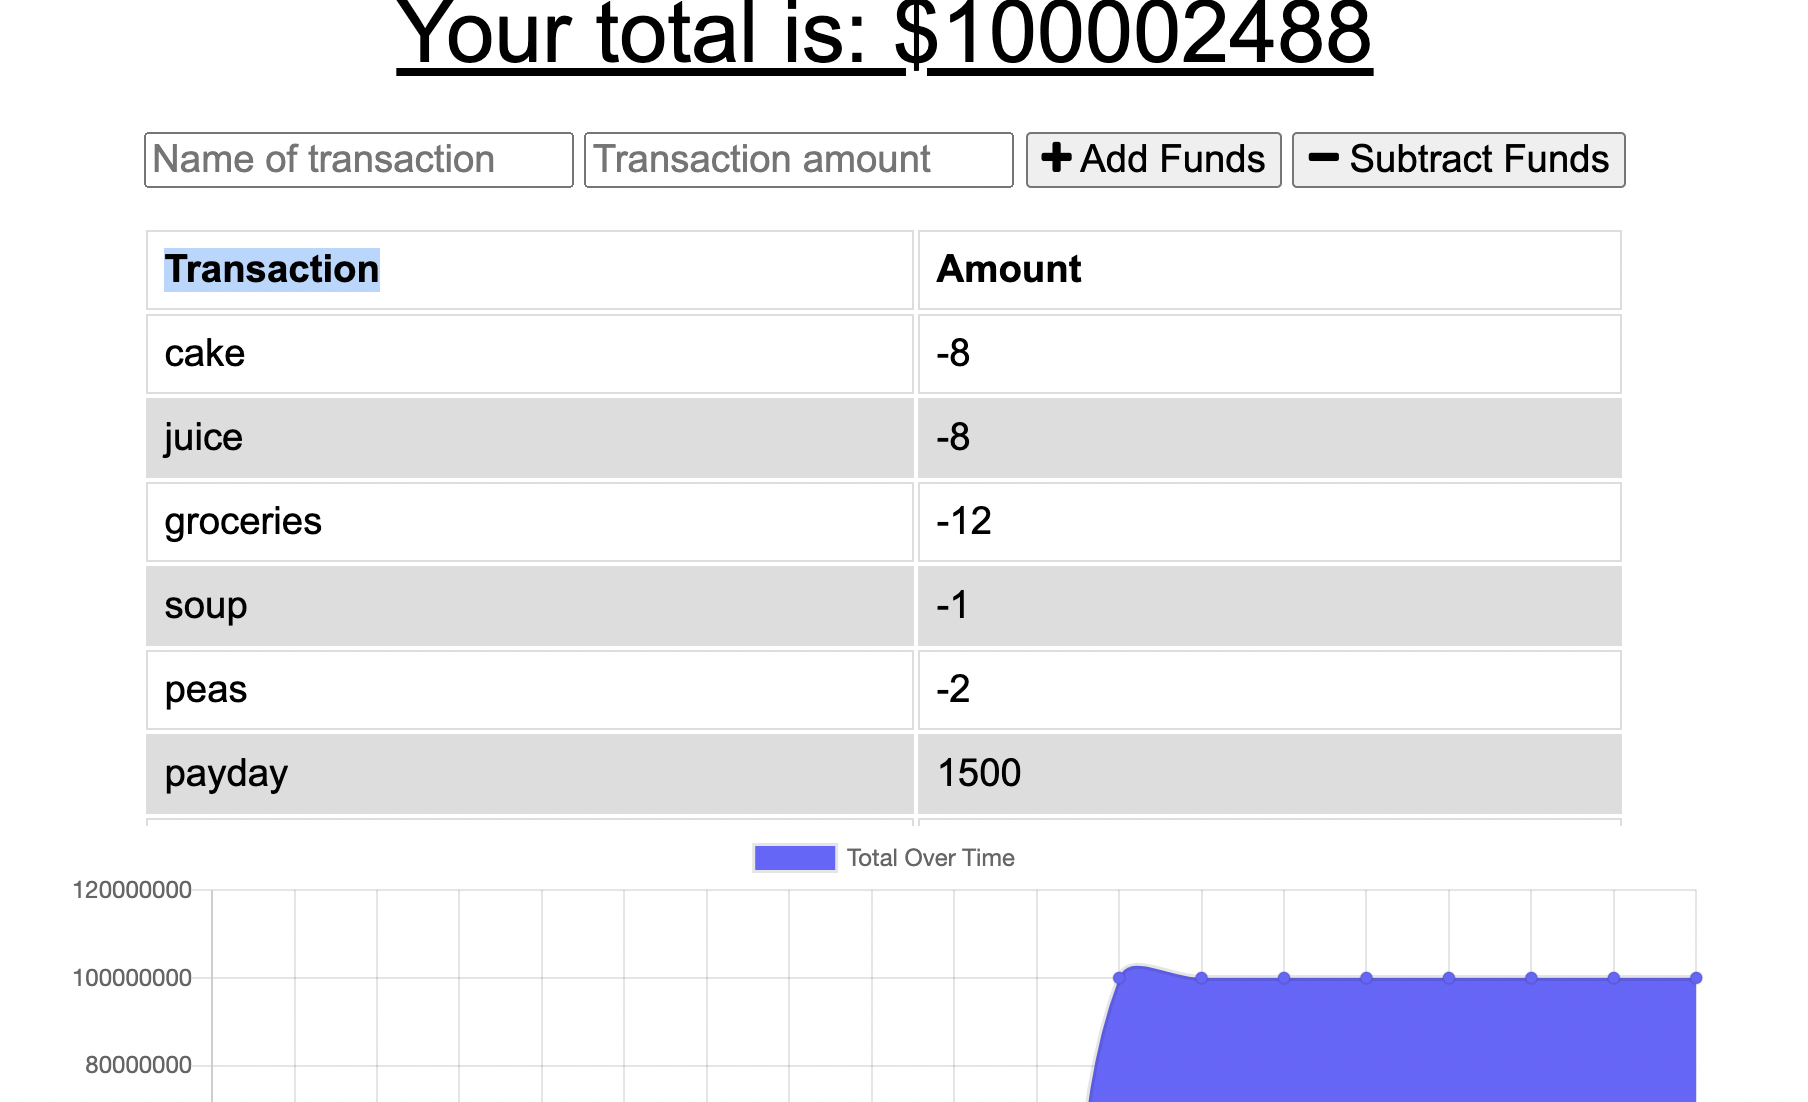 Your total is: $100002488
Name of transaction Transaction amount Add Funds Subtract Funds
Transaction Amount
cake -8
juice -8
groceries -12
soup -1
peas -2
payday 1500
Total Over Time
120000000
100000000
80000000